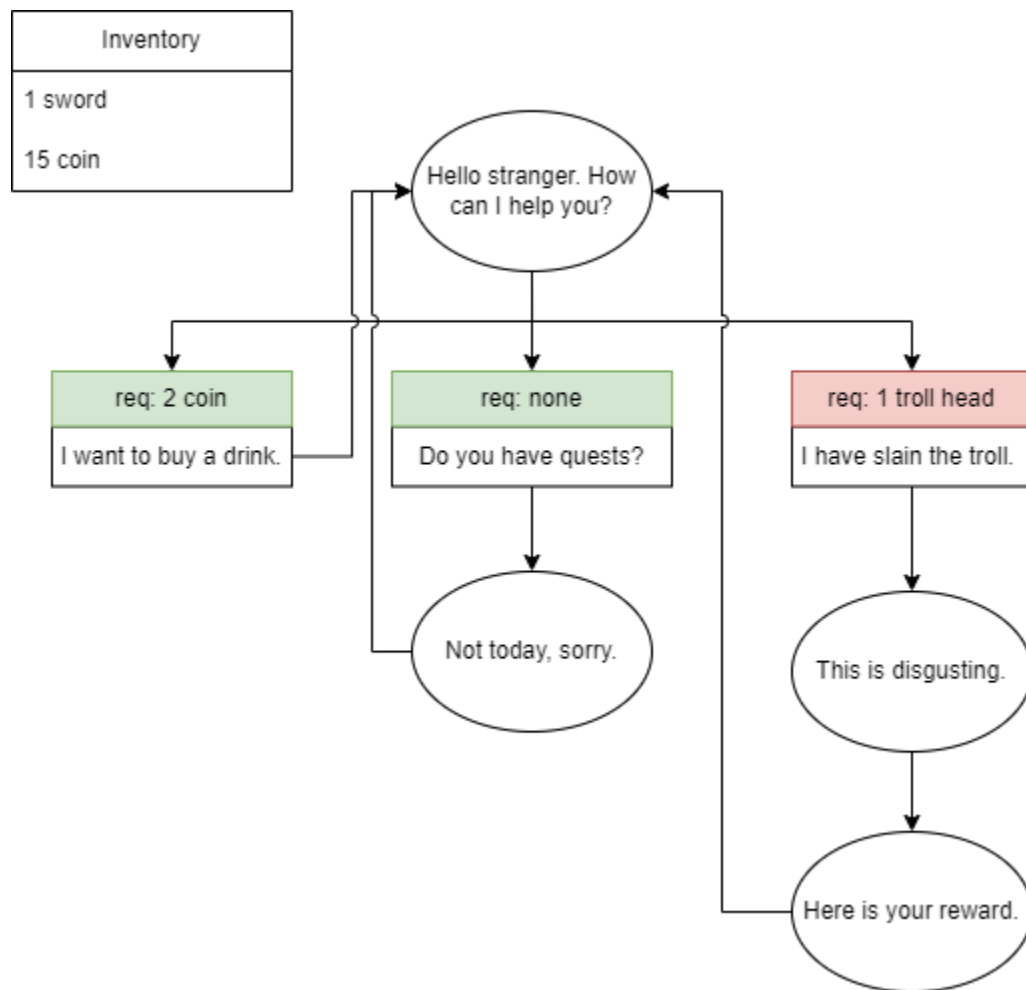 Inventory
1 sword
15 coin
Hello stranger. How
can I help you?
req: 2 coin
I want to buy a drink.
req: none
Do you have quests?
req: 1 troll head
I have slain the troll.
Not today, sorry.
This is disgusting.
Here is your reward.